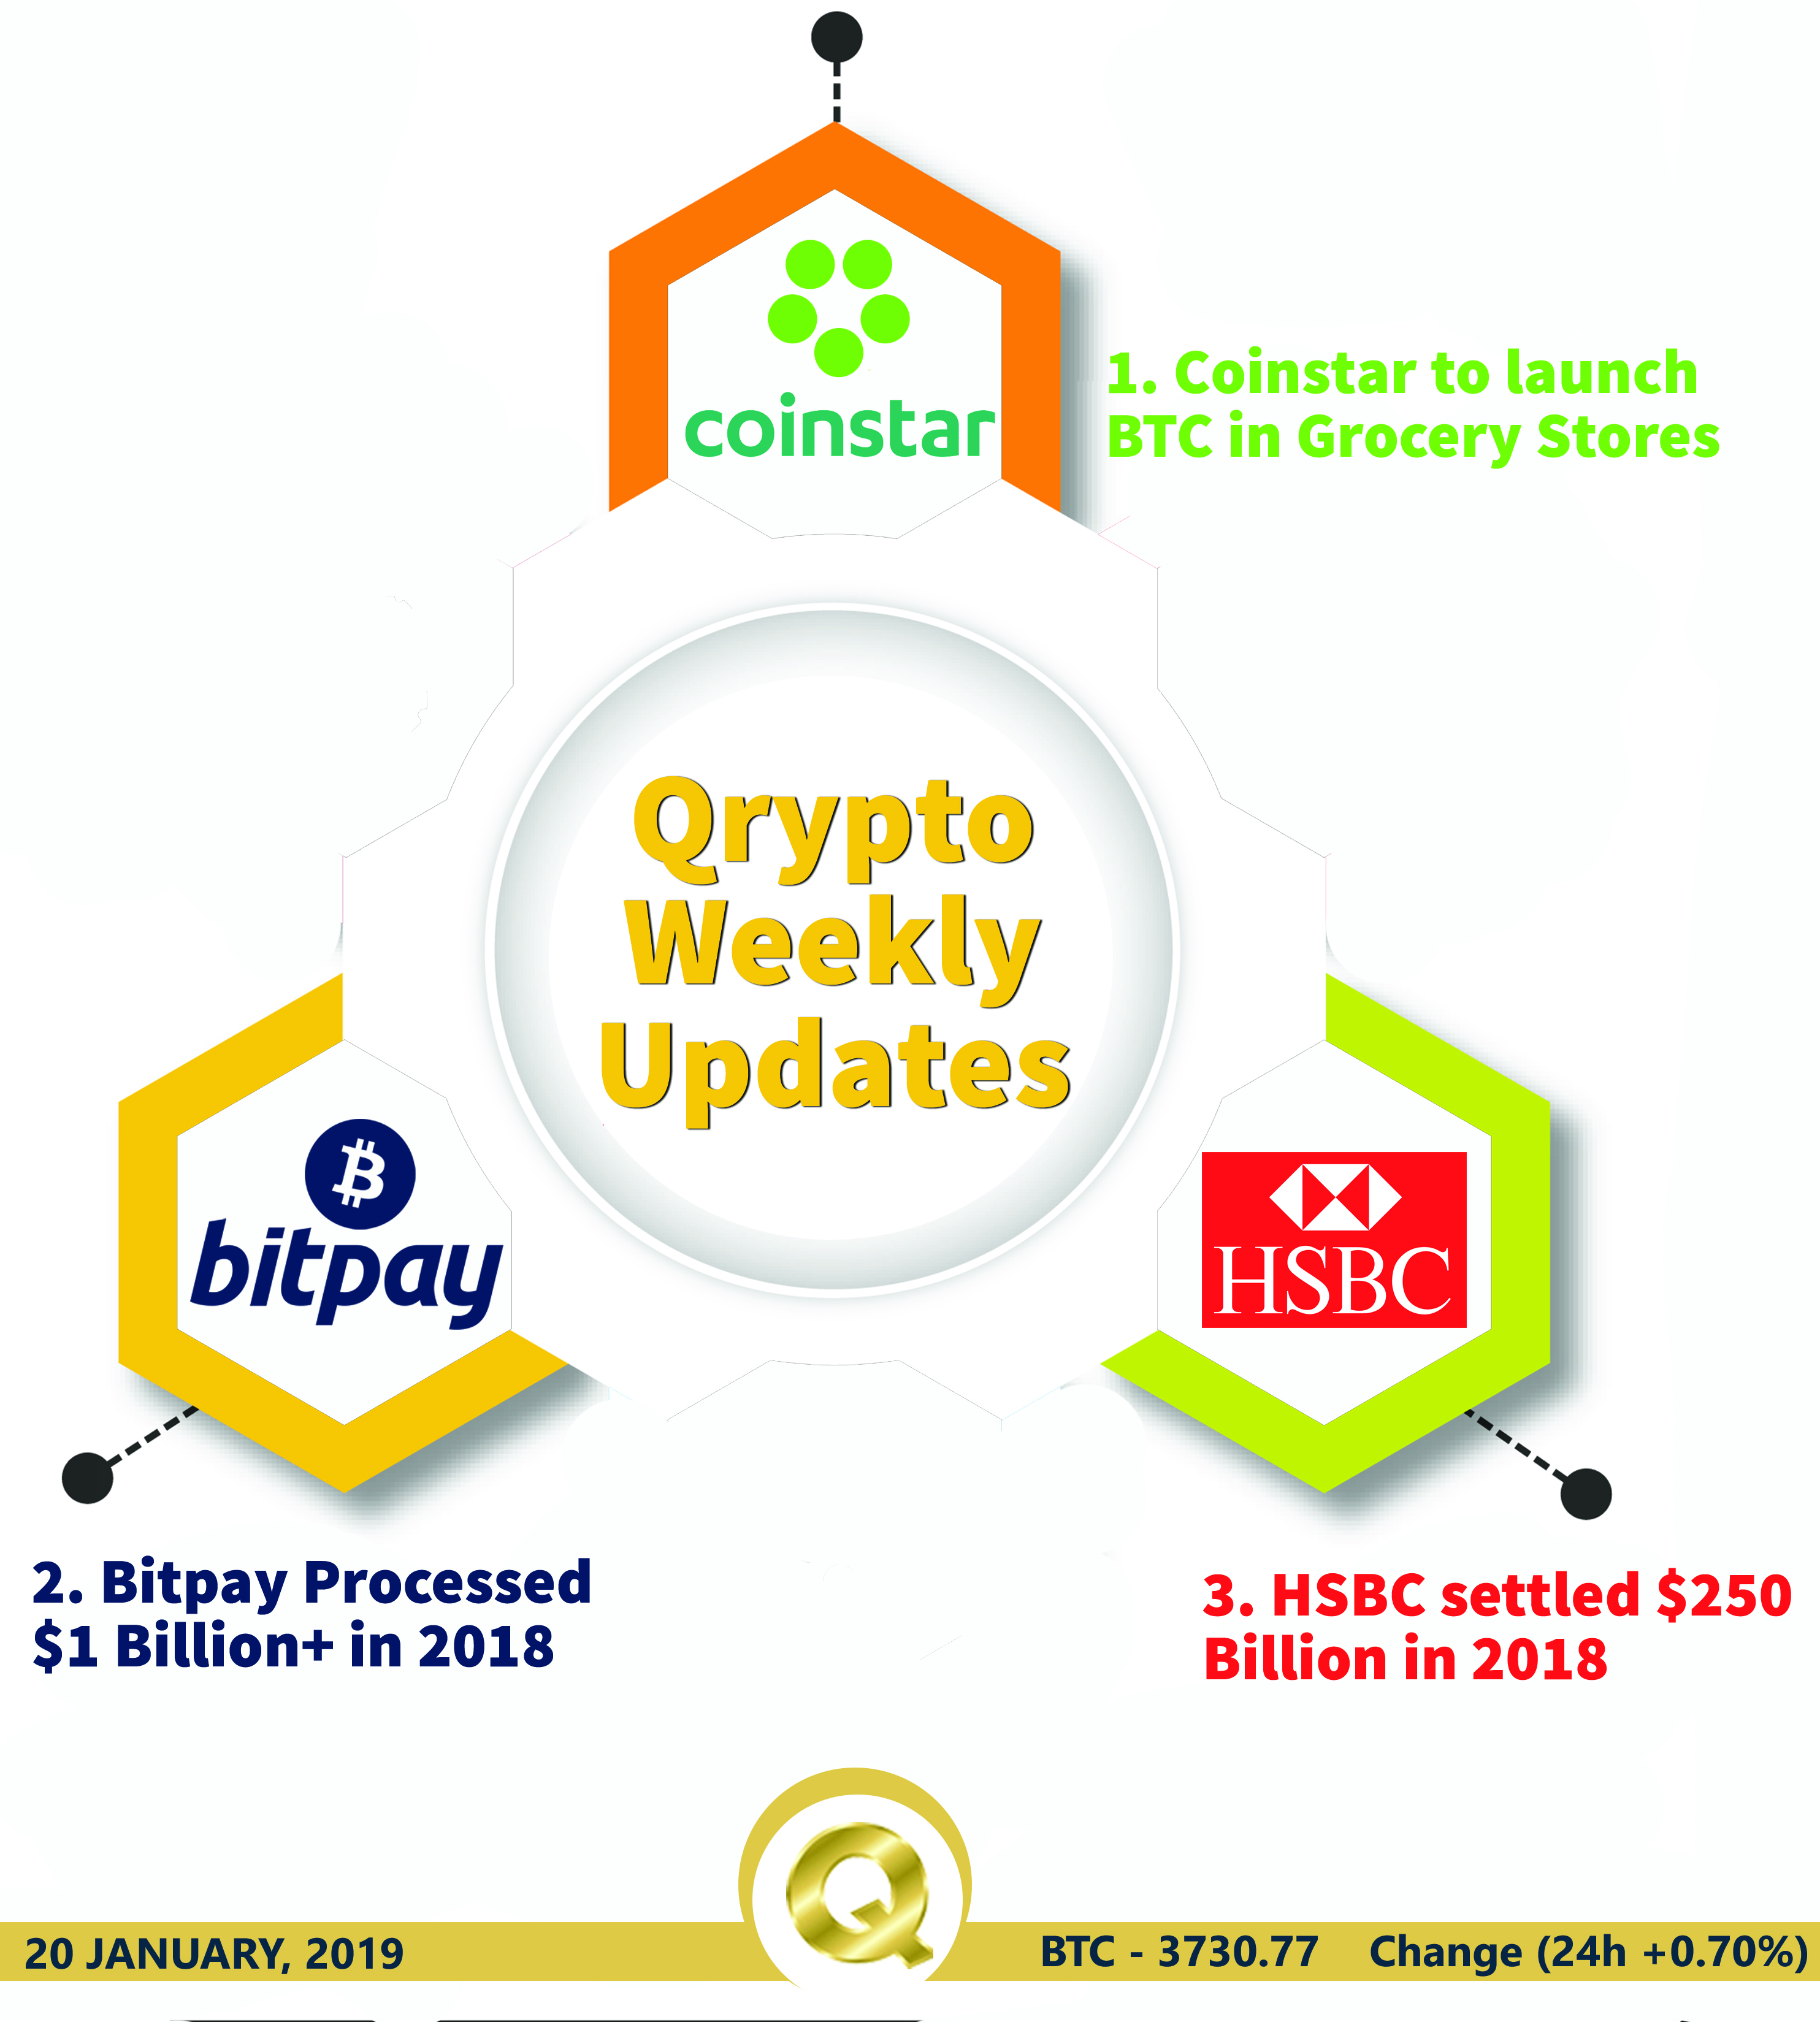 coinstar
1. Coinstar to launch
BTC in Grocery Stores
Qrypto
Weekly
Updates
bitpay
HSBC
2. Bitpay Processed
$1 Billion+ in 2018
3. HSBC settled $250
Billion in 2018
Q
20 JANUARY, 2019
BTC - 3730.77 Change (24h +0.70%)